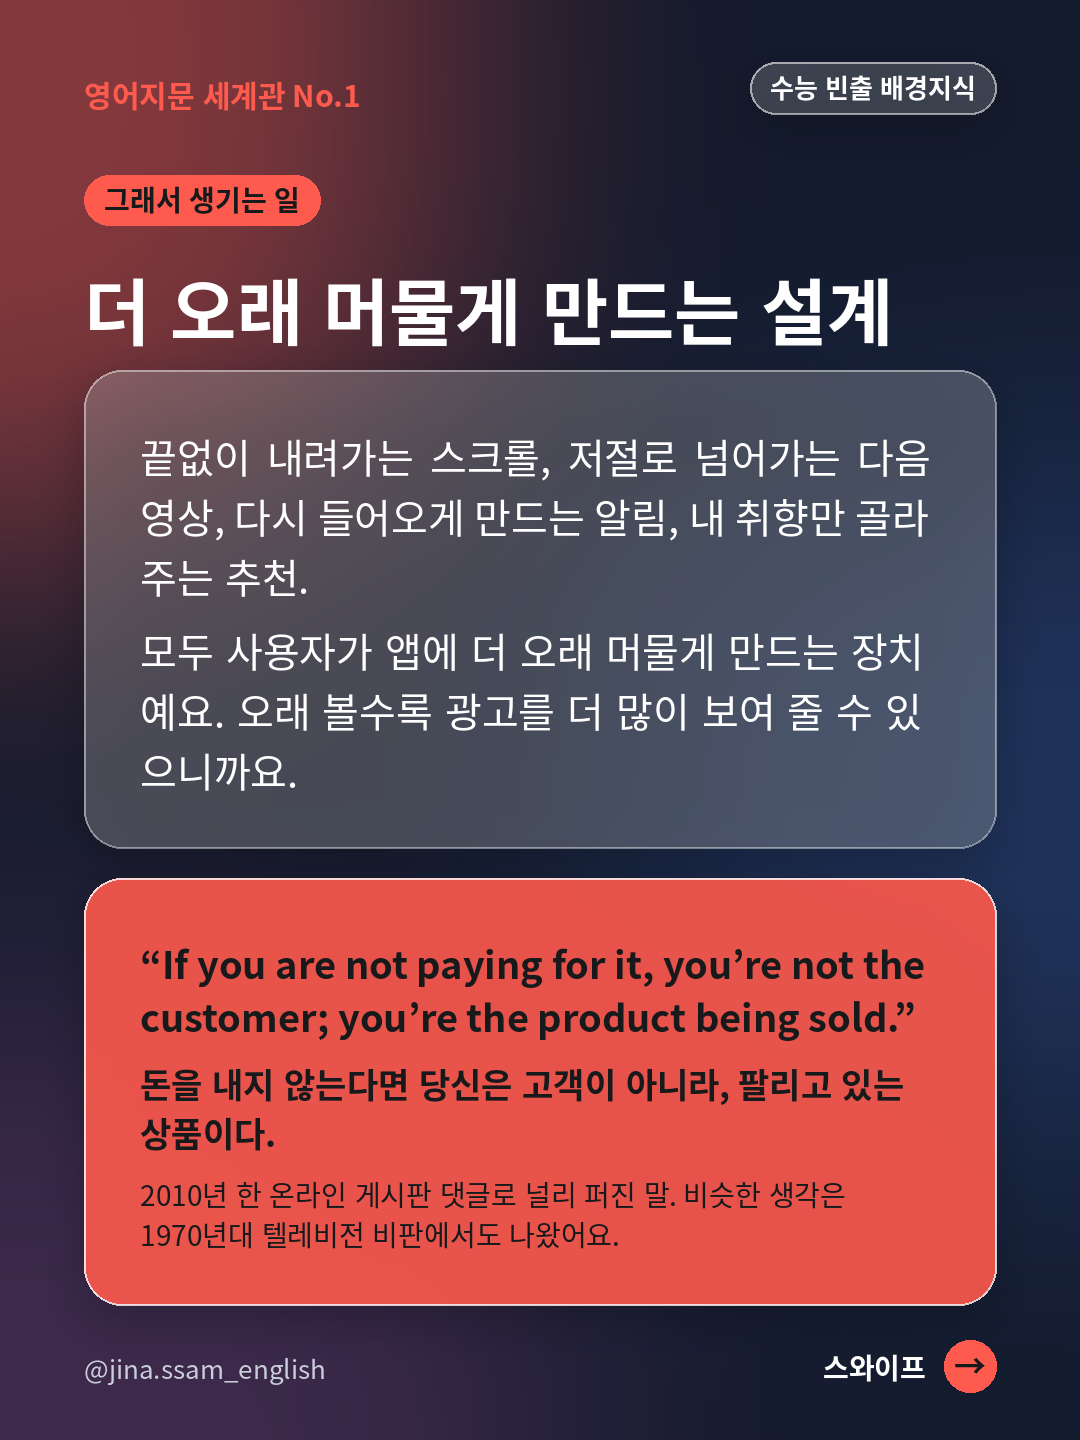 영어지문 세계관 No.1
수능 빈출 배경지식
그래서 생기는 일
더 오래 머물게 만드는 설계
끝없이 내려가는 스크롤, 저절로 넘어가는 다음
영상, 다시 들어오게 만드는 알림, 내 취향만 골라
주는 추천.
모두 사용자가 앱에 더 오래 머물게 만드는 장치
예요. 오래 볼수록 광고를 더 많이 보여 줄 수 있
으니까요.
“If you are not paying for it, you’re not the
customer; you’re the product being sold.”
돈을 내지 않는다면 당신은 고객이 아니라, 팔리고 있는
상품이다.
2010년 한 온라인 게시판 댓글로 널리 퍼진 말. 비슷한 생각은
1970년대 텔레비전 비판에서도 나왔어요.
@jina.ssam_english
스와이프 →